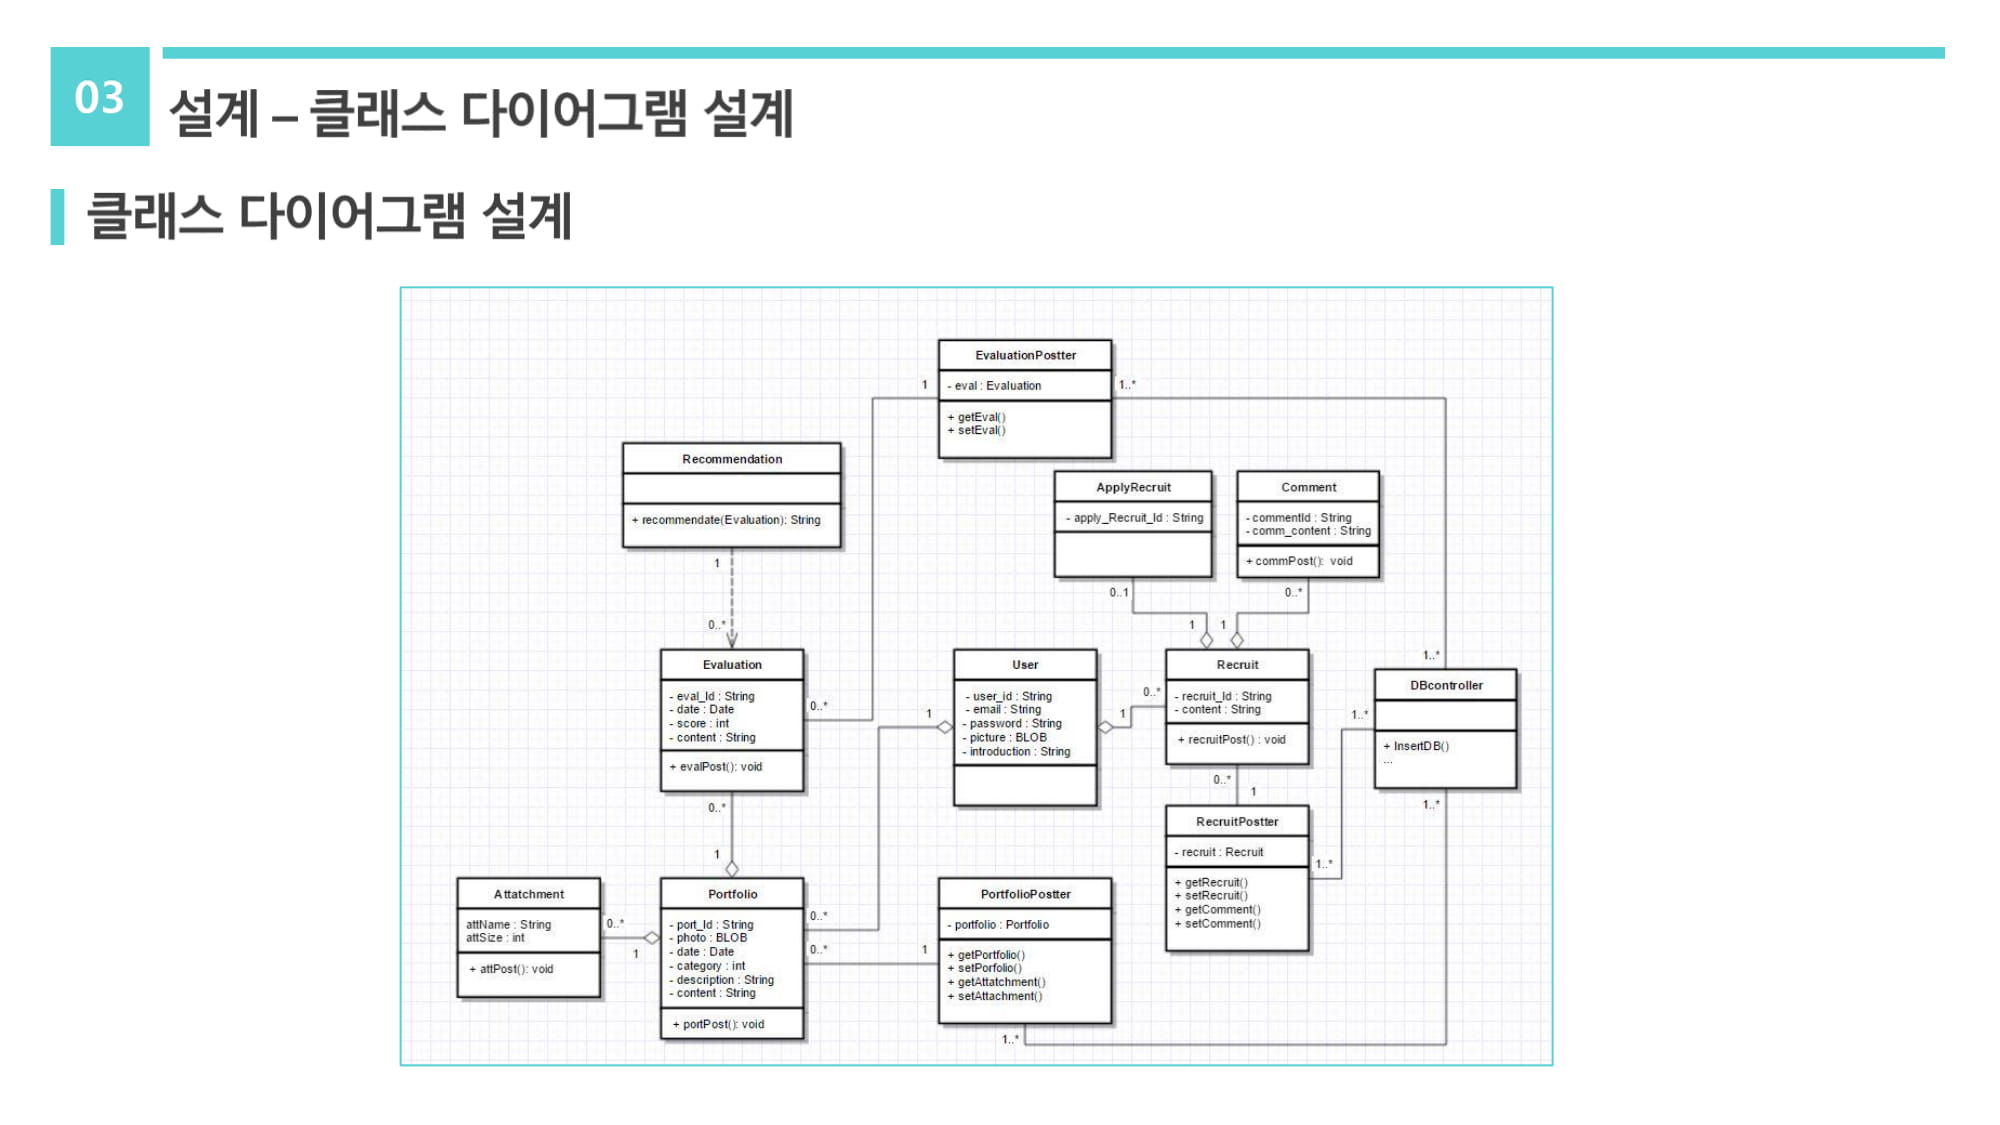 03
설계 – 클래스 다이어그램 설계
클래스 다이어그램 설계
EvaluationPostter
1
- eval : Evaluation
1..*
+ getEval()
+ setEval()
Recommendation
+ recommendate(Evaluation): String
1
0..*
ApplyRecruit
- apply_Recruit_Id : String
0..1
1
Comment
- commentId : String
- comm_content : String
+ commPost(): void
0..*
1
Evaluation
- eval_Id : String
- date : Date
- score : int
- content : String
+ evalPost(): void
0..*
0..*
1
User
- user_id : String
- email : String
- password : String
- picture : BLOB
- introduction : String
1
1
0..*
Recruit
- recruit_Id : String
- content : String
+ recruitPost() : void
0..*
1
1..*
DBcontroller
1..*
+ InsertDB()
...
1..*
RecruitPostter
- recruit : Recruit
1..*
+ getRecruit()
+ setRecruit()
+ getComment()
+ setComment()
Attatchment
attName : String
attSize : int
+ attPost(): void
0..*
1
Portfolio
- port_Id : String
- photo : BLOB
- date : Date
- category : int
- description : String
- content : String
+ portPost(): void
0..*
0..*
1
PortfolioPostter
- portfolio : Portfolio
+ getPortfolio()
+ setPorfolio()
+ getAttatchment()
+ setAttachment()
1..*